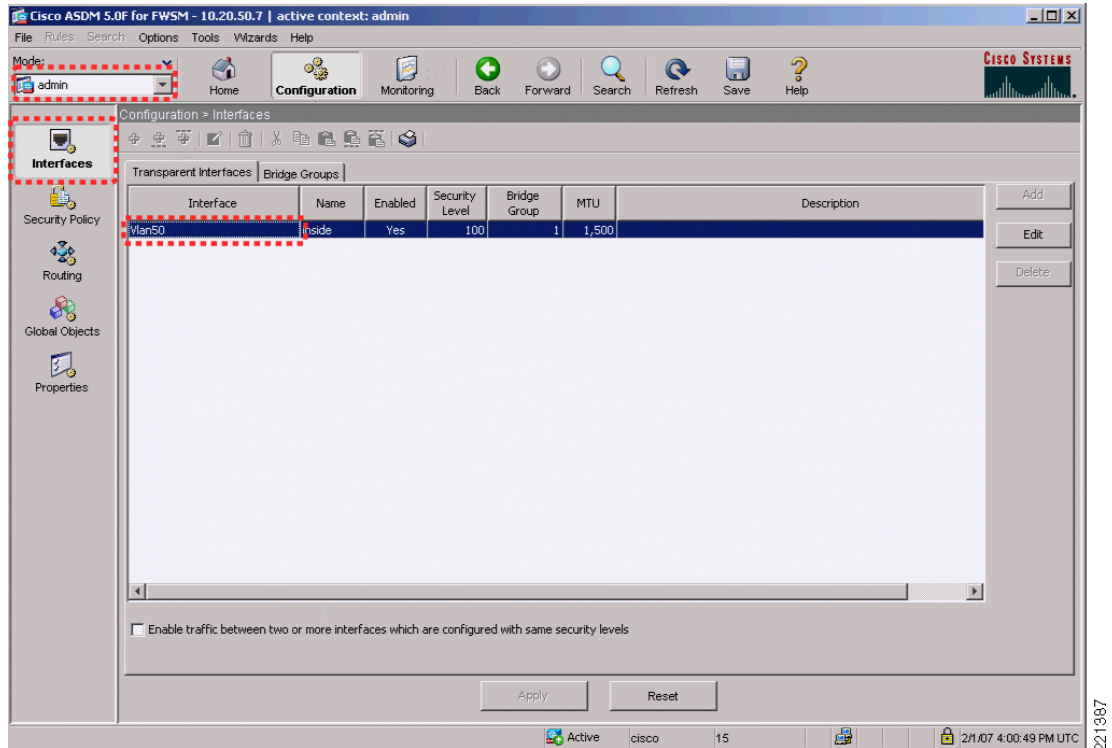 Cisco ASDM 5.0F for FWSM - 10.20.50.7 | active context: admin
File Rules Search Options Tools Wizards Help
Mode:
admin
Home
Configuration
Monitoring
Back
Forward
Search
Refresh
Save
Help
CISCO SYSTEMS
Interfaces
Security Policy
Routing
Global Objects
Properties
Configuration > Interfaces
Transparent Interfaces Bridge Groups
Interface Name Enabled Security Level Bridge Group MTU Description
Vlan50 inside Yes 100 1 1,500
Add
Edit
Delete
Enable traffic between two or more interfaces which are configured with same security levels
Apply
Reset
Active cisco 15 2/1/07 4:00:49 PM UTC
221387